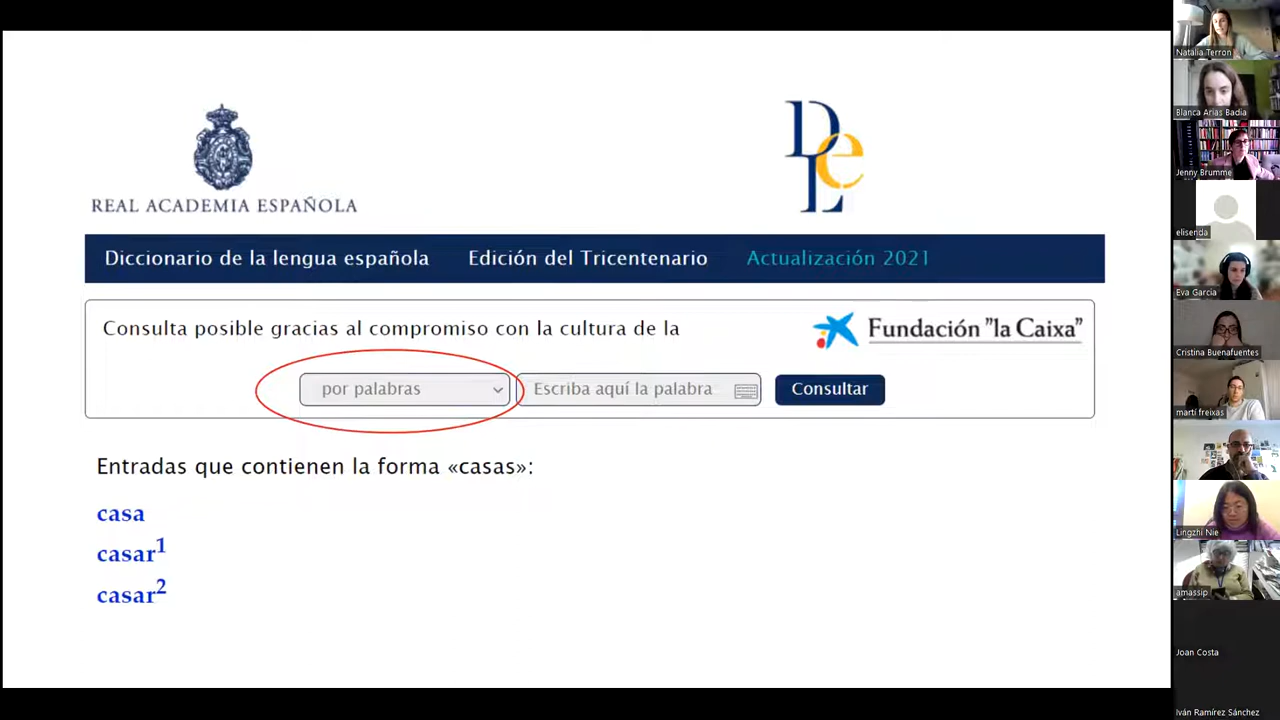 REAL ACADEMIA ESPAÑOLA
DLe
Diccionario de la lengua española Edición del Tricentenario Actualización 2021
Consulta posible gracias al compromiso con la cultura de la
Fundación "la Caixa"
por palabras
Escriba aquí la palabra
Consultar
Entradas que contienen la forma «casas»:
casa
casar1
casar2
Natalia Terron
Blanca Arias Badia
Jenny Brumme
elisenda
Eva Garcia
Cristina Buenafuentes
martí freixas
Lingzhi Nie
amassip
Joan Costa
Iván Ramírez Sánchez